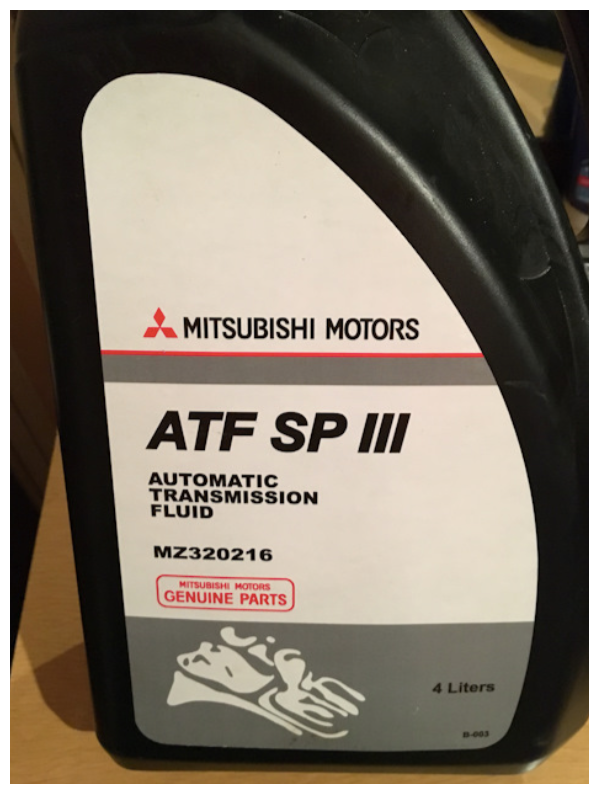 MITSUBISHI MOTORS
ATF SP III
AUTOMATIC
TRANSMISSION
FLUID
MZ320216
MITSUBISHI MOTORS
GENUINE PARTS
4 Liters
B-003